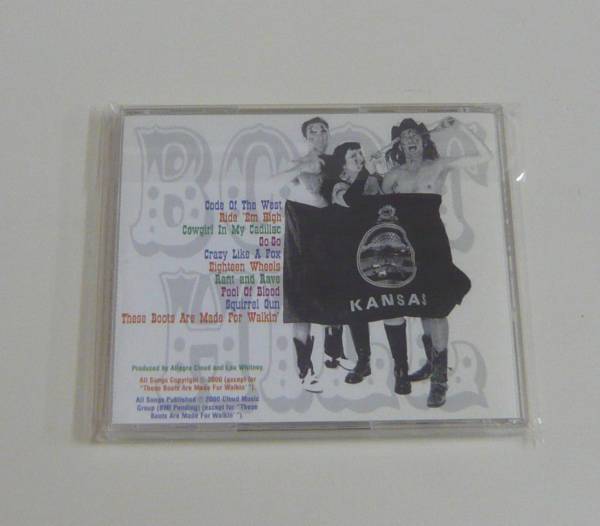 BOOT
HILL
Code Of The West
Ride 'Em High
Cowgirl In My Cadillac
Go Go
Crazy Like A Fox
Eighteen Wheels
Rant and Rave
Pool Of Blood
Squirrel Gun
These Boots Are Made For Walkin'
KANSAS
Produced by Allegra Cloud and Lou Whitney
All Songs Copyright © 2000 (except for
"These Boots Are Made For Walkin'").
All Songs Published © 2000 Cloud Music
Group (BMI Pending) (except for "These
Boots Are Made For Walkin'").